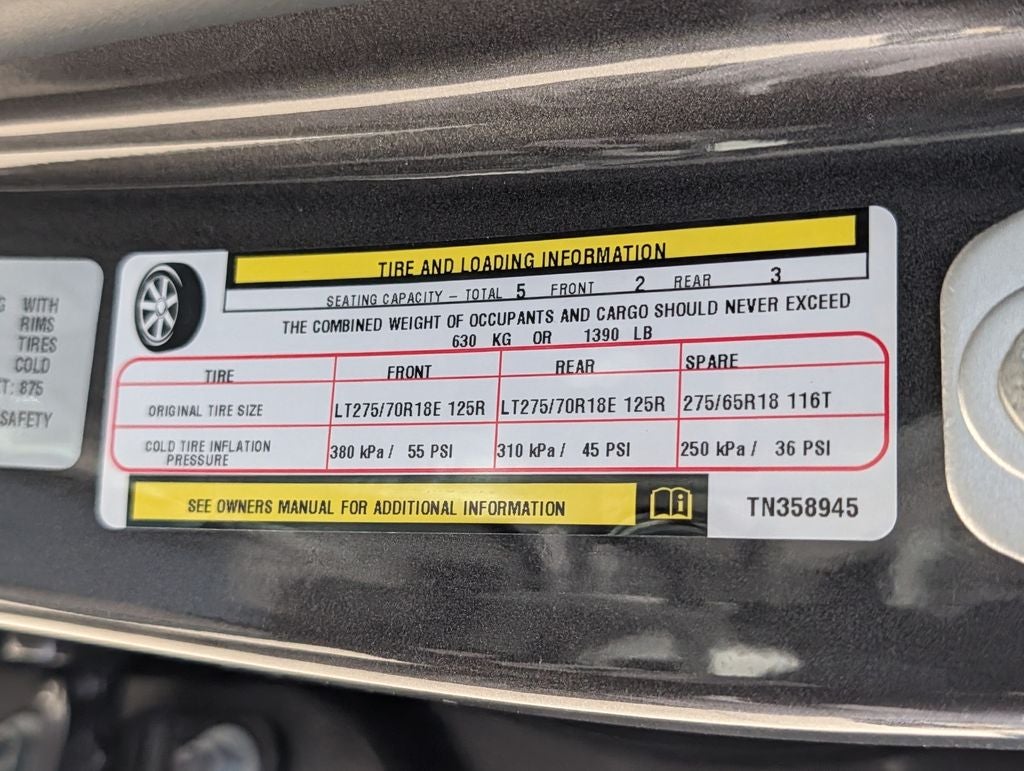 WITH
RIMS
TIRES
COLD
T: 875
SAFETY
TIRE AND LOADING INFORMATION
SEATING CAPACITY – TOTAL 5 FRONT 2 REAR 3
THE COMBINED WEIGHT OF OCCUPANTS AND CARGO SHOULD NEVER EXCEED
630 KG OR 1390 LB
TIRE FRONT REAR SPARE
ORIGINAL TIRE SIZE LT275/70R18E 125R LT275/70R18E 125R 275/65R18 116T
COLD TIRE INFLATION PRESSURE 380 kPa / 55 PSI 310 kPa / 45 PSI 250 kPa / 36 PSI
SEE OWNERS MANUAL FOR ADDITIONAL INFORMATION
TN358945